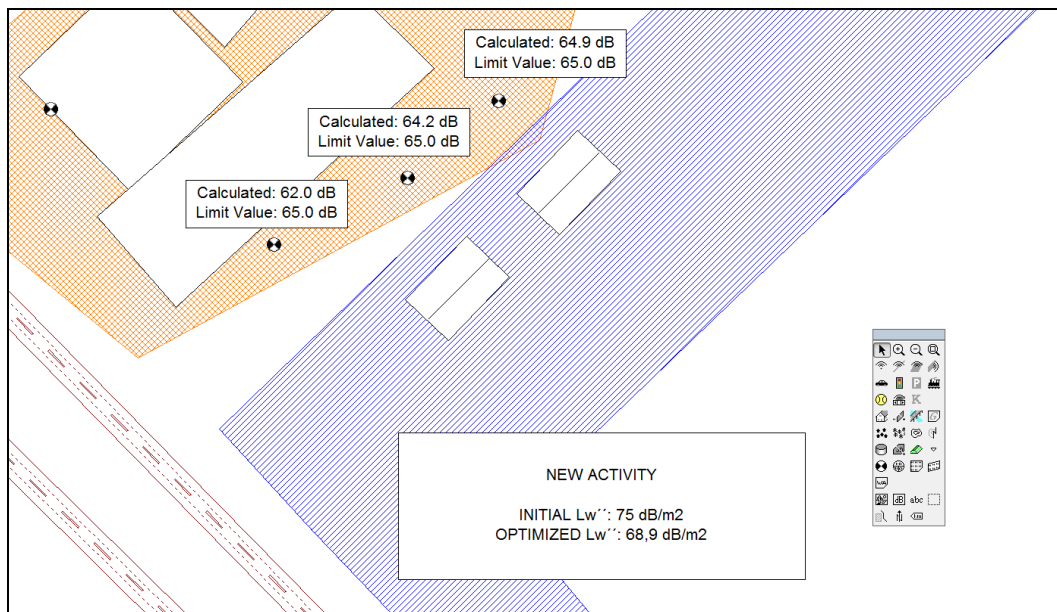 Calculated: 64.9 dB
Limit Value: 65.0 dB
Calculated: 64.2 dB
Limit Value: 65.0 dB
Calculated: 62.0 dB
Limit Value: 65.0 dB
NEW ACTIVITY
INITIAL Lw´´: 75 dB/m2
OPTIMIZED Lw´´: 68,9 dB/m2
P
K
dB abc